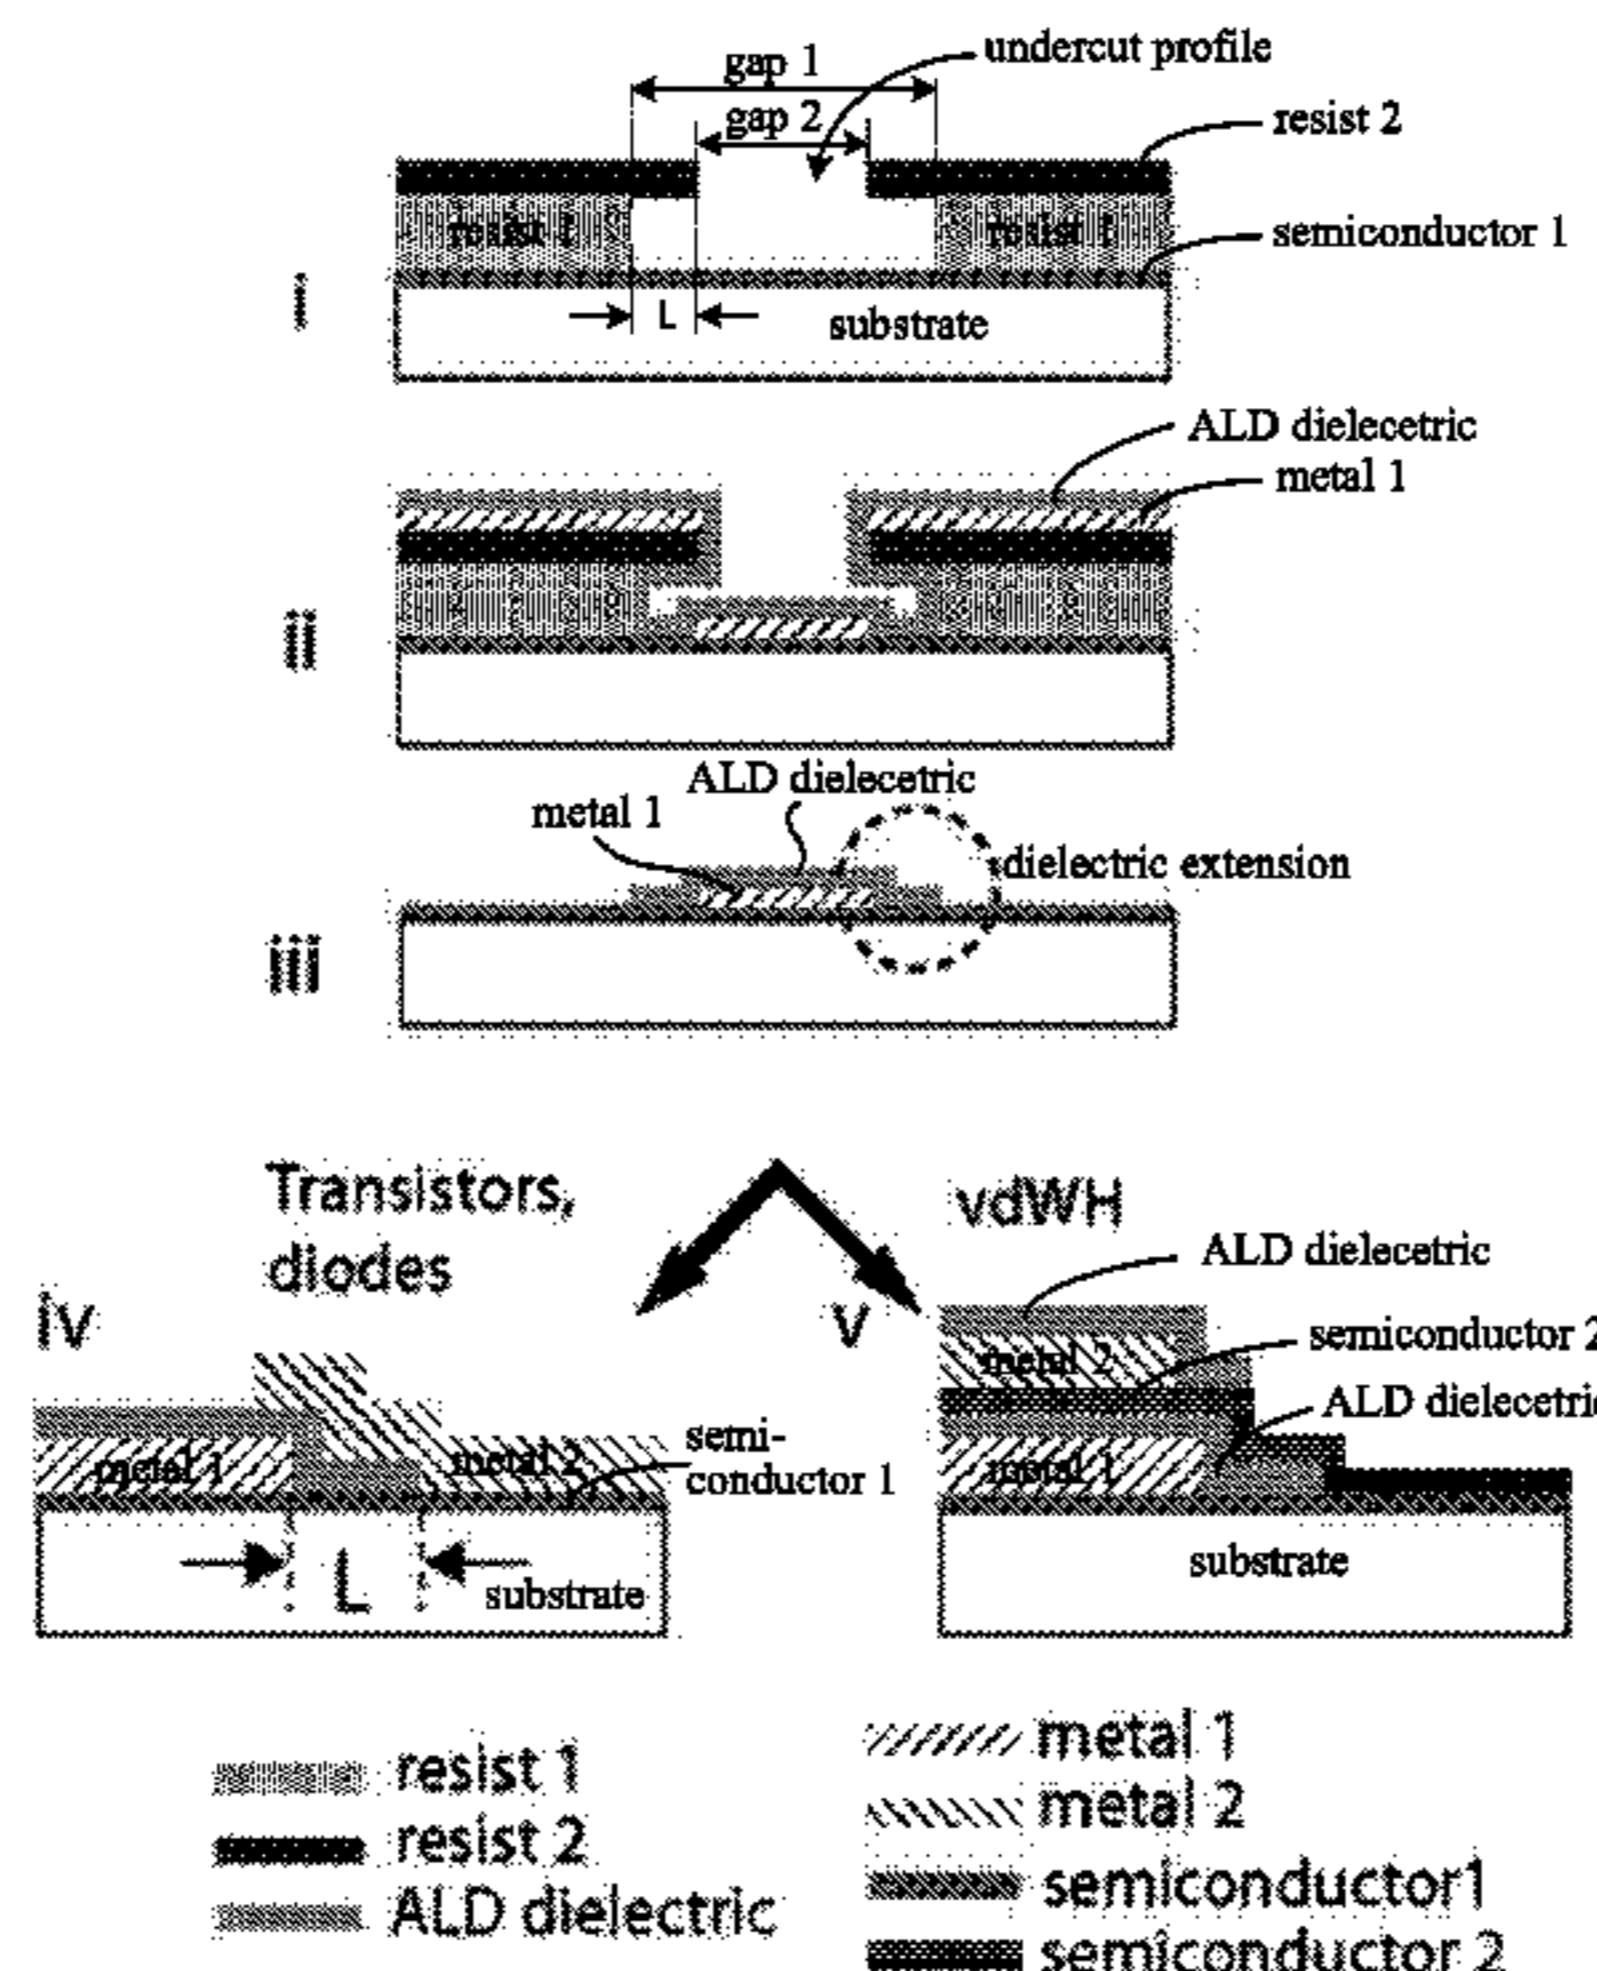 gap 1
undercut profile
gap 2
resist 2
resist 1
resist 1
semiconductor 1
i
L
substrate
ALD dielecetric
metal 1
ii
ALD dielecetric
metal 1
dielectric extension
iii
Transistors,
diodes
vdWH
ALD dielecetric
iv
v
semiconductor 2
metal 2
ALD dielecetric
metal 1
metal 2
semi-
conductor 1
metal 1
L
substrate
substrate
resist 1
resist 2
ALD dielectric
metal 1
metal 2
semiconductor1
semiconductor 2